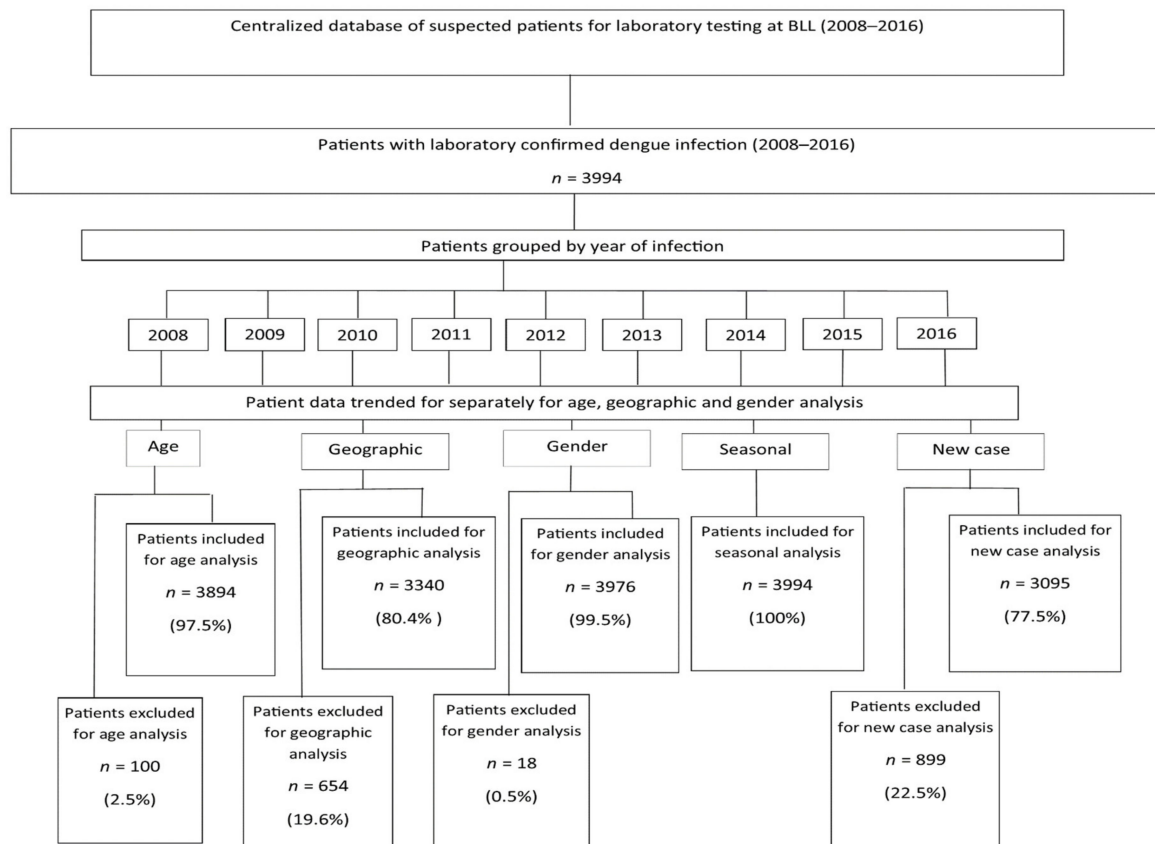 Centralized database of suspected patients for laboratory testing at BLL (2008–2016)
Patients with laboratory confirmed dengue infection (2008–2016)
n = 3994
Patients grouped by year of infection
2008
2009
2010
2011
2012
2013
2014
2015
2016
Patient data trended for separately for age, geographic and gender analysis
Age
Geographic
Gender
Seasonal
New case
Patients included
for age analysis
n = 3894
(97.5%)
Patients included for
geographic analysis
n = 3340
(80.4% )
Patients included
for gender analysis
n = 3976
(99.5%)
Patients included for
seasonal analysis
n = 3994
(100%)
Patients included for
new case analysis
n = 3095
(77.5%)
Patients excluded
for age analysis
n = 100
(2.5%)
Patients excluded
for geographic
analysis
n = 654
(19.6%)
Patients excluded
for gender analysis
n = 18
(0.5%)
Patients excluded
for new case analysis
n = 899
(22.5%)